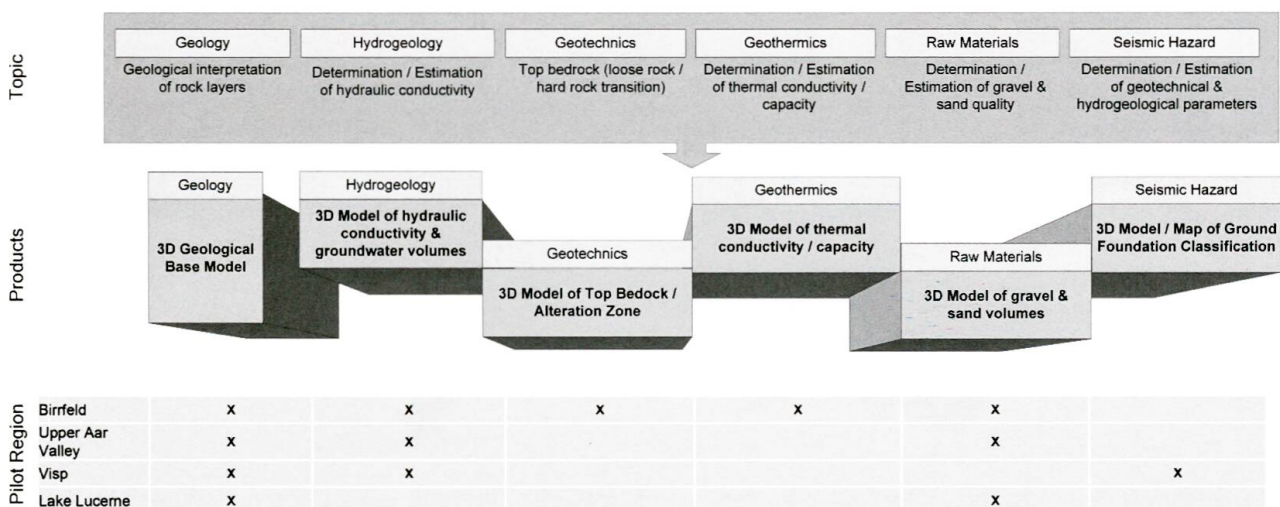 Topic
Geology
Geological interpretation
of rock layers
Hydrogeology
Determination / Estimation
of hydraulic conductivity
Geotechnics
Top bedrock (loose rock /
hard rock transition)
Geothermics
Determination / Estimation
of thermal conductivity /
capacity
Raw Materials
Determination /
Estimation of gravel &
sand quality
Seismic Hazard
Determination / Estimation
of geotechnical &
hydrogeological parameters
Products
Geology
3D Geological
Base Model
Hydrogeology
3D Model of hydraulic
conductivity &
groundwater volumes
Geotechnics
3D Model of Top Bedock /
Alteration Zone
Geothermics
3D Model of thermal
conductivity / capacity
Raw Materials
3D Model of gravel &
sand volumes
Seismic Hazard
3D Model / Map of Ground
Foundation Classification
Pilot Region
Birrfeld x x x x x
Upper Aar
Valley x x x
Visp x x x
Lake Lucerne x x